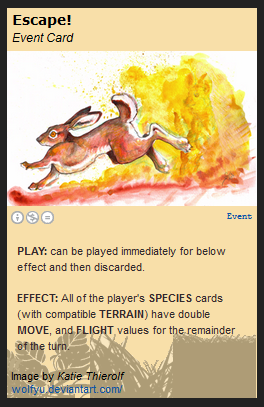 Escape!
Event Card
Event
PLAY: can be played immediately for below
effect and then discarded.
EFFECT: All of the player's SPECIES cards
(with compatible TERRAIN) have double
MOVE, and FLIGHT values for the remainder
of the turn.
Image by Katie Thierolf
wolfyu.deviantart.com/